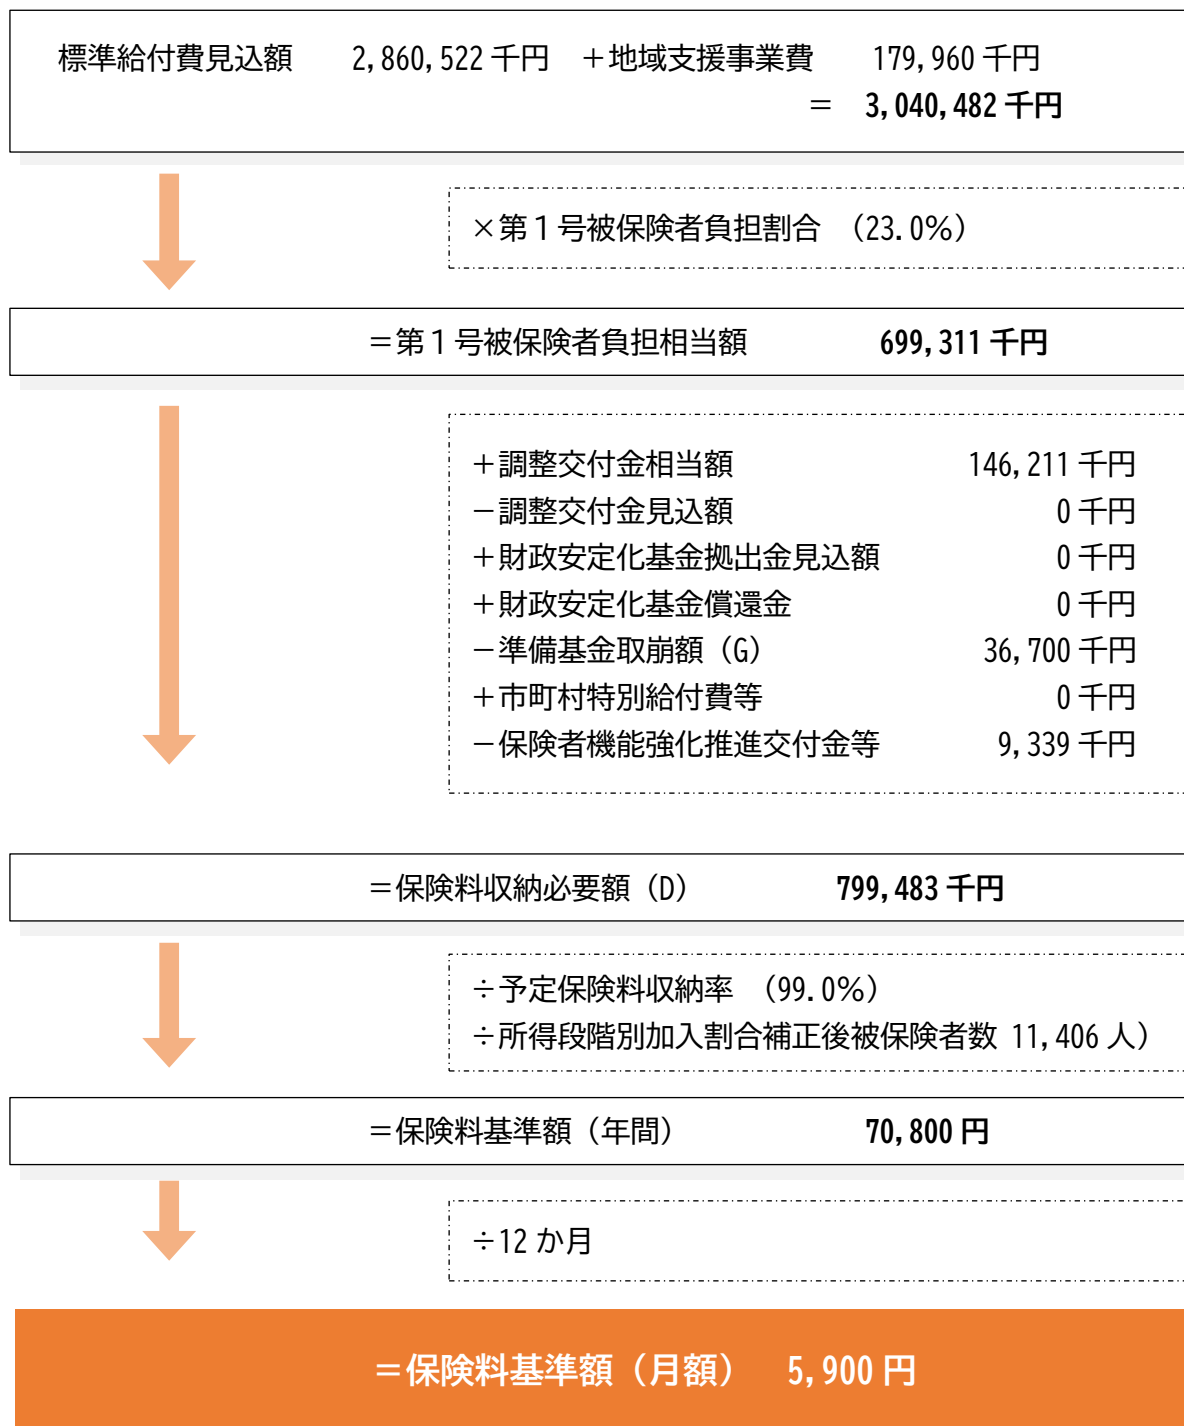 標準給付費見込額 2,860,522 千円 +地域支援事業費 179,960 千円
= 3,040,482 千円
×第1号被保険者負担割合 (23.0%)
=第1号被保険者負担相当額 699,311 千円
+調整交付金相当額 146,211 千円
-調整交付金見込額 0 千円
+財政安定化基金拠出金見込額 0 千円
+財政安定化基金償還金 0 千円
-準備基金取崩額(G) 36,700 千円
+市町村特別給付費等 0 千円
-保険者機能強化推進交付金等 9,339 千円
=保険料収納必要額(D) 799,483 千円
÷予定保険料収納率 (99.0%)
÷所得段階別加入割合補正後被保険者数 11,406 人)
=保険料基準額(年間) 70,800 円
÷12 か月
=保険料基準額(月額) 5,900 円